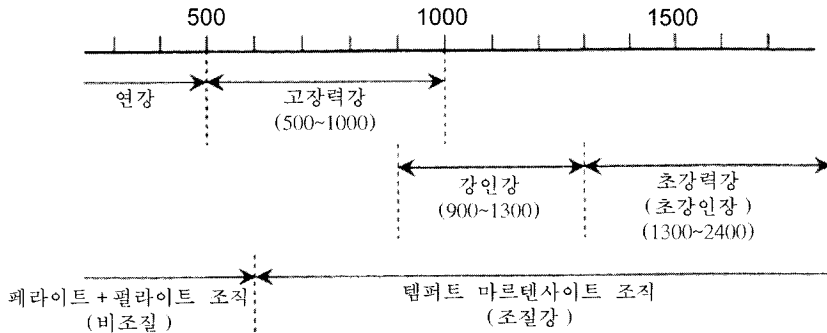 500 1000 1500
연강
고장력강
(500~1000)
강인강
(900~1300)
초강력강
(초강인장)
(1300~2400)
페라이트+펄라이트 조직
(비조질)
템퍼트 마르텐사이트 조직
(조질강)